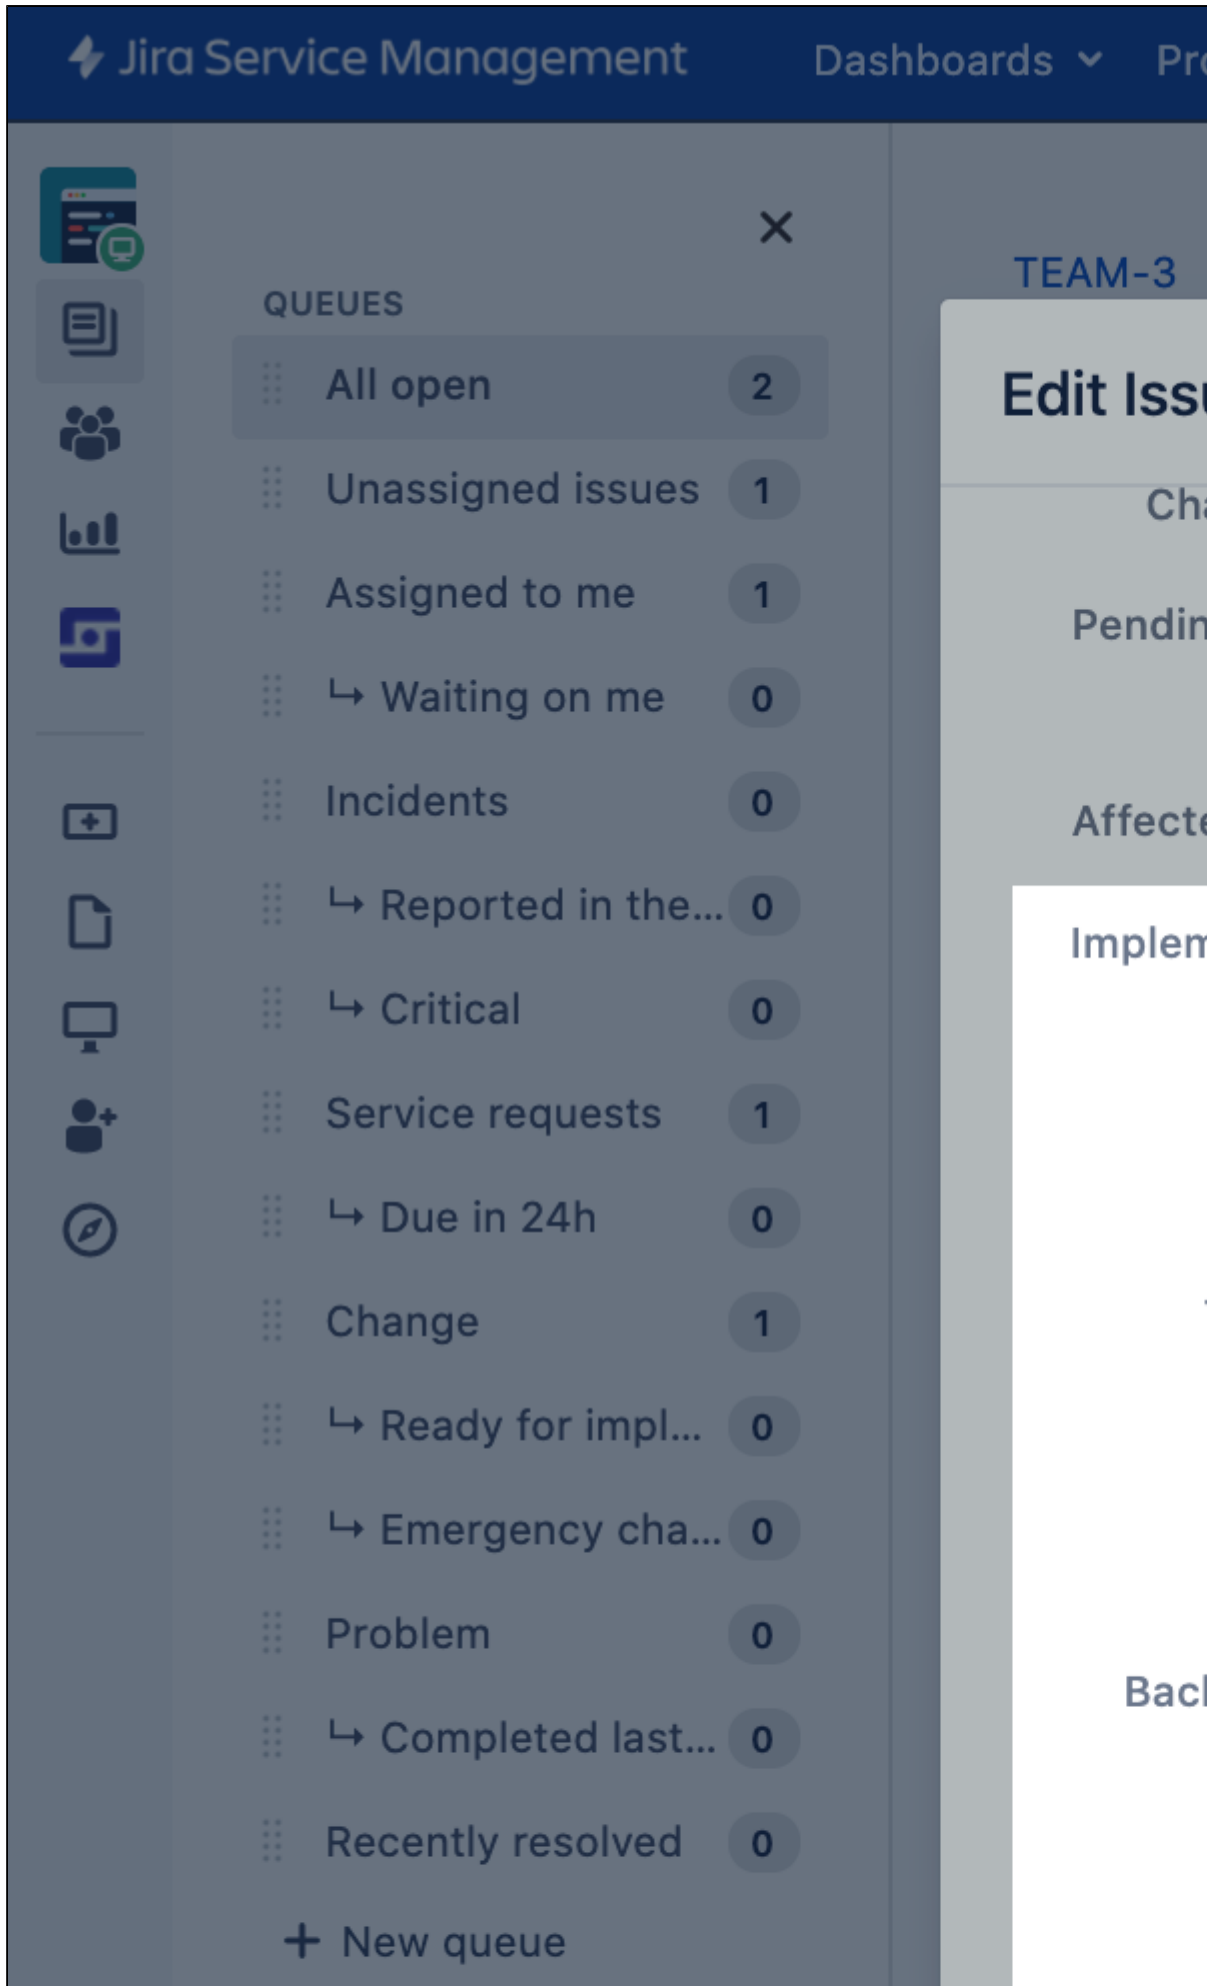 Jira Service Management Dashboards
QUEUES
All open 2
Unassigned issues 1
Assigned to me 1
Waiting on me 0
Incidents 0
Reported in the... 0
Critical 0
Service requests 1
Due in 24h 0
Change 1
Ready for impl... 0
Emergency cha... 0
Problem 0
Completed last... 0
Recently resolved 0
+ New queue
TEAM-3
Edit